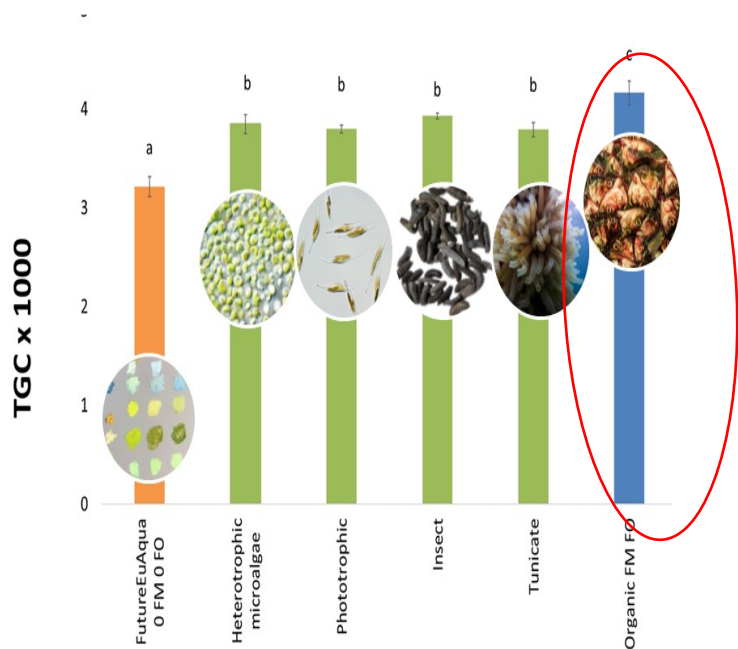 5
4
3
2
1
0
TGC x 1000
a
b
b
b
b
c
FutureEuAqua
0 FM 0 FO
Heterotrophic
microalgae
Phototrophic
Insect
Tunicate
Organic FM FO